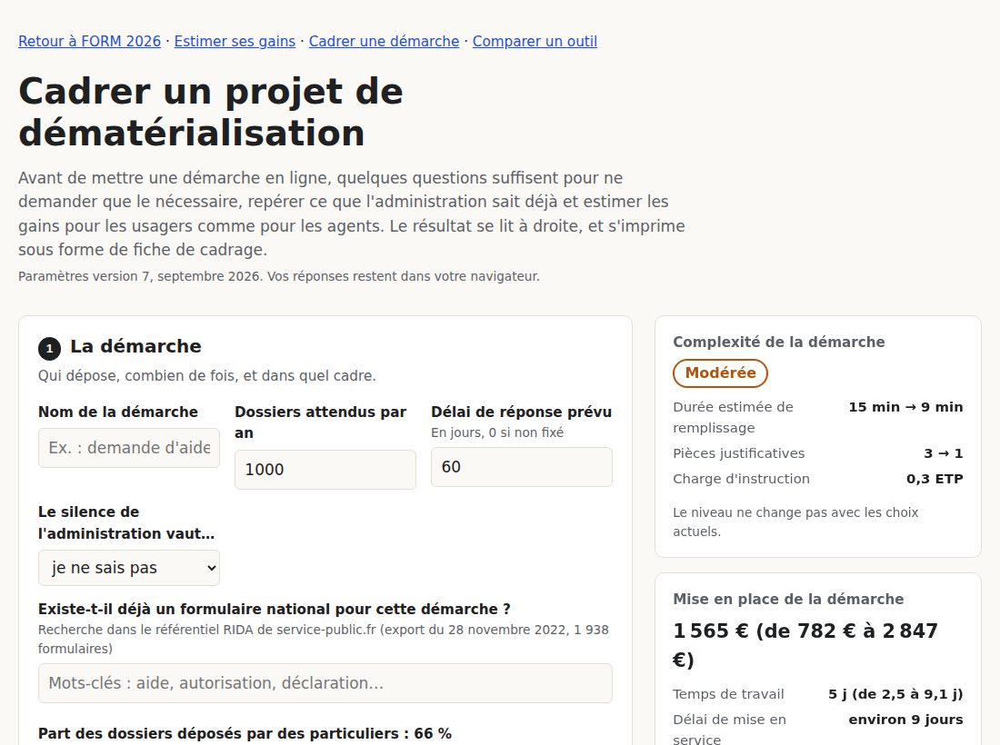 Retour à FORM 2026 · Estimer ses gains · Cadrer une démarche · Comparer un outil
Cadrer un projet de
dématérialisation
Avant de mettre une démarche en ligne, quelques questions suffisent pour ne
demander que le nécessaire, repérer ce que l'administration sait déjà et estimer les
gains pour les usagers comme pour les agents. Le résultat se lit à droite, et s'imprime
sous forme de fiche de cadrage.
Paramètres version 7, septembre 2026. Vos réponses restent dans votre navigateur.
1 La démarche
Qui dépose, combien de fois, et dans quel cadre.
Nom de la démarche
Ex. : demande d'aide
Dossiers attendus par
an
1000
Délai de réponse prévu
En jours, 0 si non fixé
60
Le silence de
l'administration vaut…
je ne sais pas
Existe-t-il déjà un formulaire national pour cette démarche ?
Recherche dans le référentiel RIDA de service-public.fr (export du 28 novembre 2022, 1 938
formulaires)
Mots-clés : aide, autorisation, déclaration…
Part des dossiers déposés par des particuliers : 66 %
Complexité de la démarche
Modérée
Durée estimée de
remplissage
15 min → 9 min
Pièces justificatives 3 → 1
Charge d'instruction 0,3 ETP
Le niveau ne change pas avec les choix
actuels.
Mise en place de la démarche
1 565 € (de 782 € à 2 847
€)
Temps de travail 5 j (de 2,5 à 9,1 j)
Délai de mise en
service
environ 9 jours